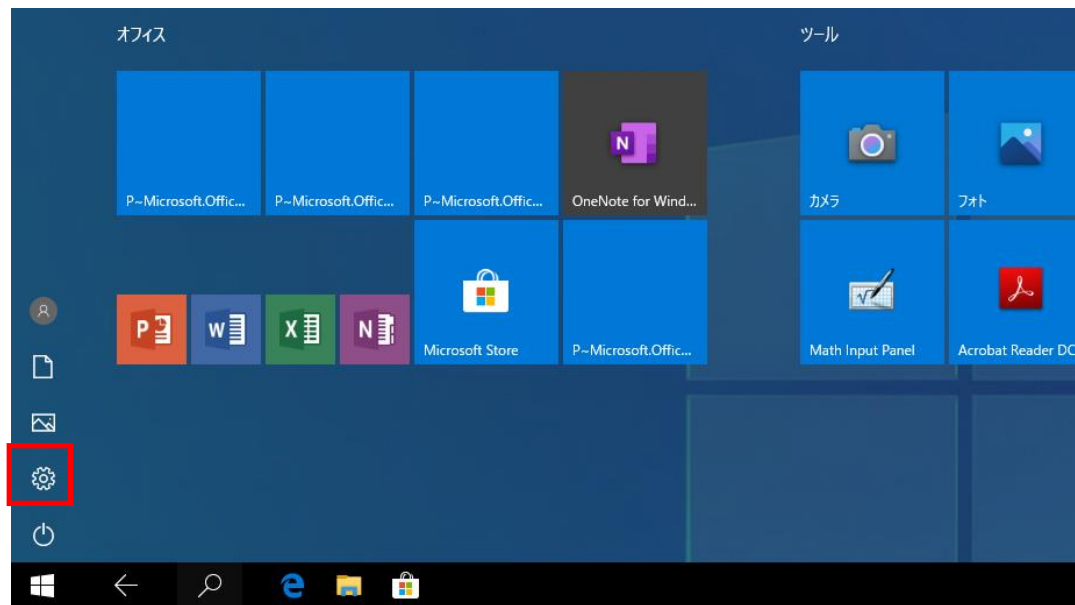 オフィス
ツール
P~Microsoft.Offic...
P~Microsoft.Offic...
P~Microsoft.Offic...
OneNote for Wind...
カメラ
フォト
Microsoft Store
P~Microsoft.Offic...
Math Input Panel
Acrobat Reader DC